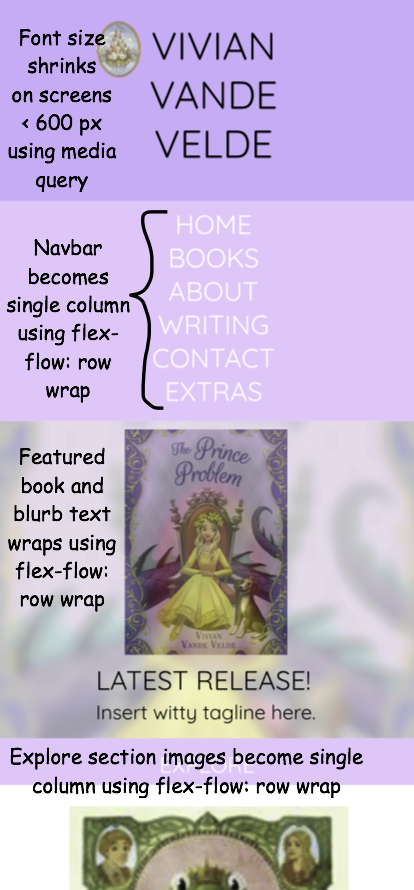 Font size
shrinks
on screens
< 600 px
using media
query
VIVIAN
VANDE
VELDE
Navbar
becomes
single column
using flex-
flow: row
wrap
HOME
BOOKS
ABOUT
WRITING
CONTACT
EXTRAS
Featured
book and
blurb text
wraps using
flex-flow:
row wrap
The Prince
Problem
VIVIAN
VANDE VELDE
LATEST RELEASE!
Insert witty tagline here.
EXPLORE
Explore section images become single
column using flex-flow: row wrap